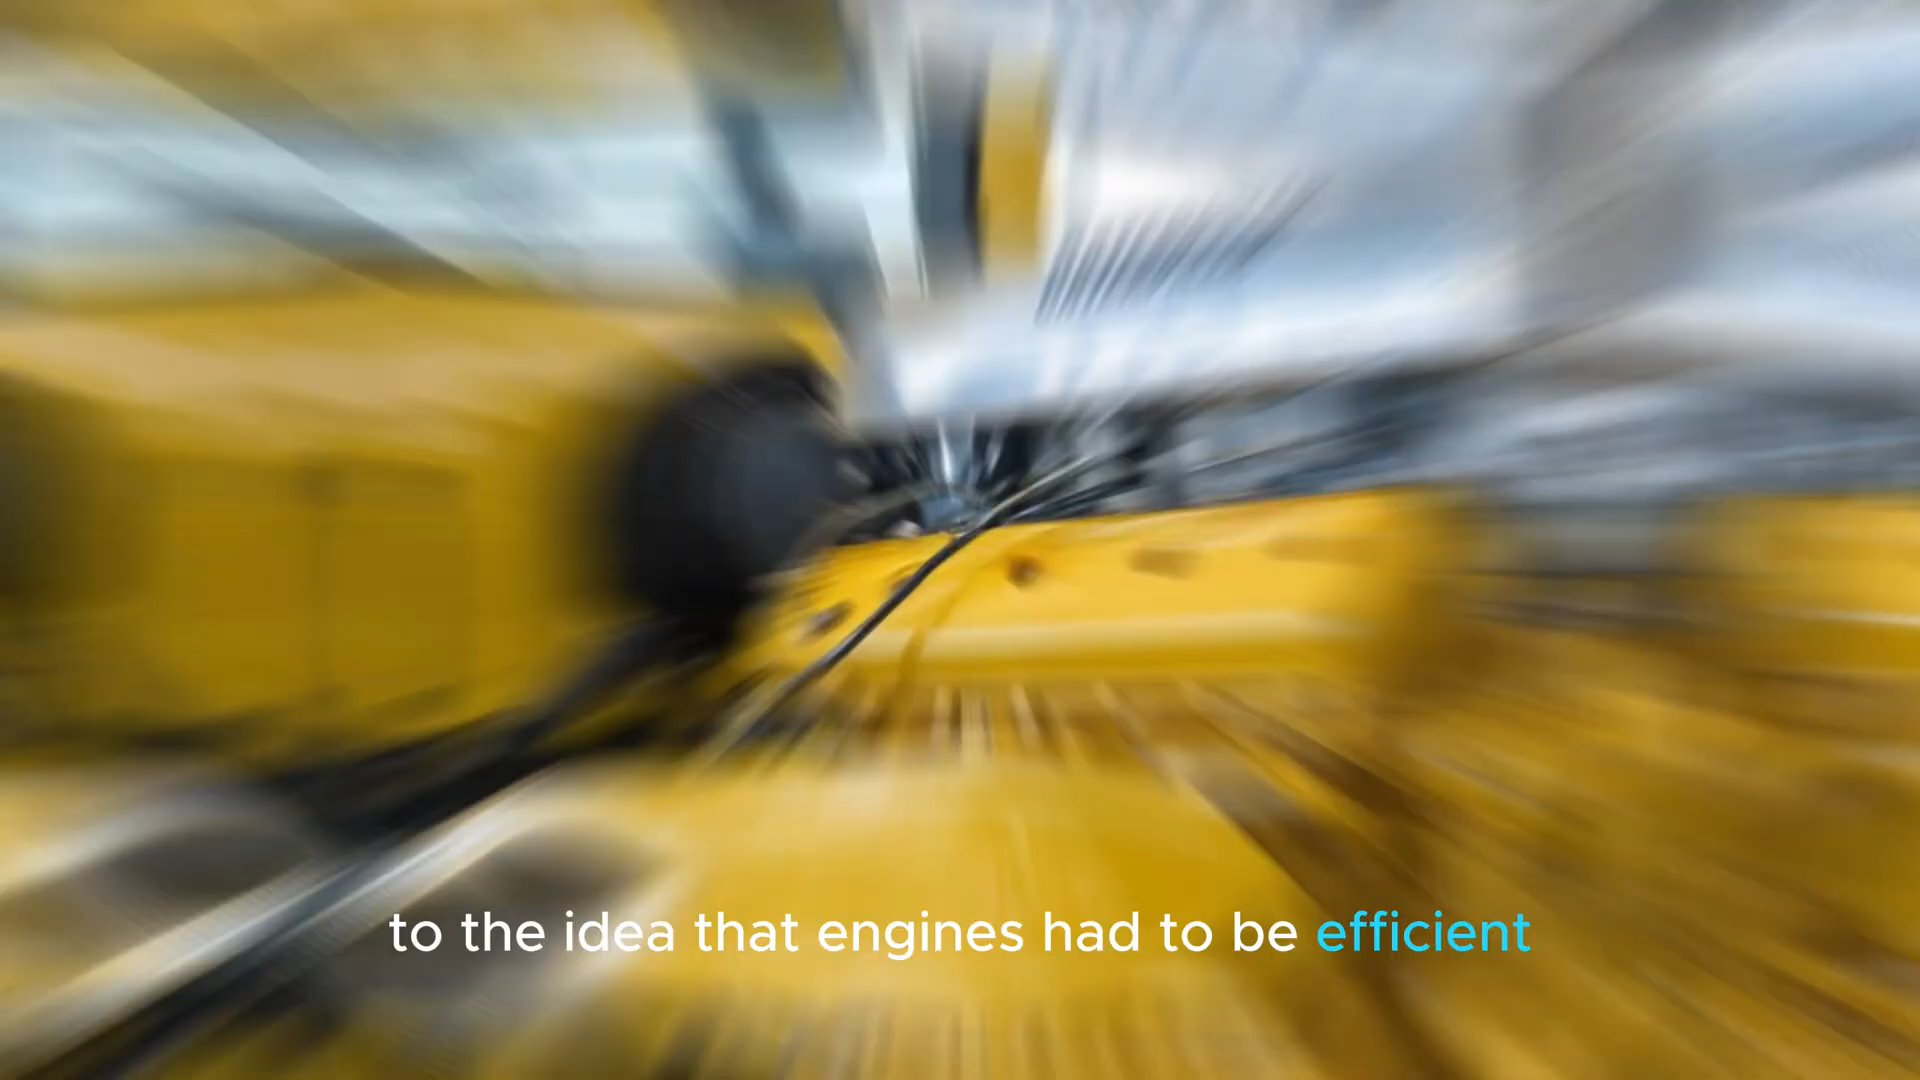 to the idea that engines had to be efficient